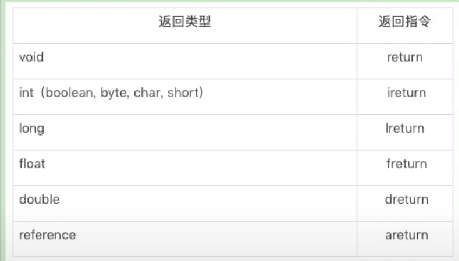 返回类型 返回指令
void return
int (boolean, byte, char, short) ireturn
long lreturn
float freturn
double dreturn
reference areturn